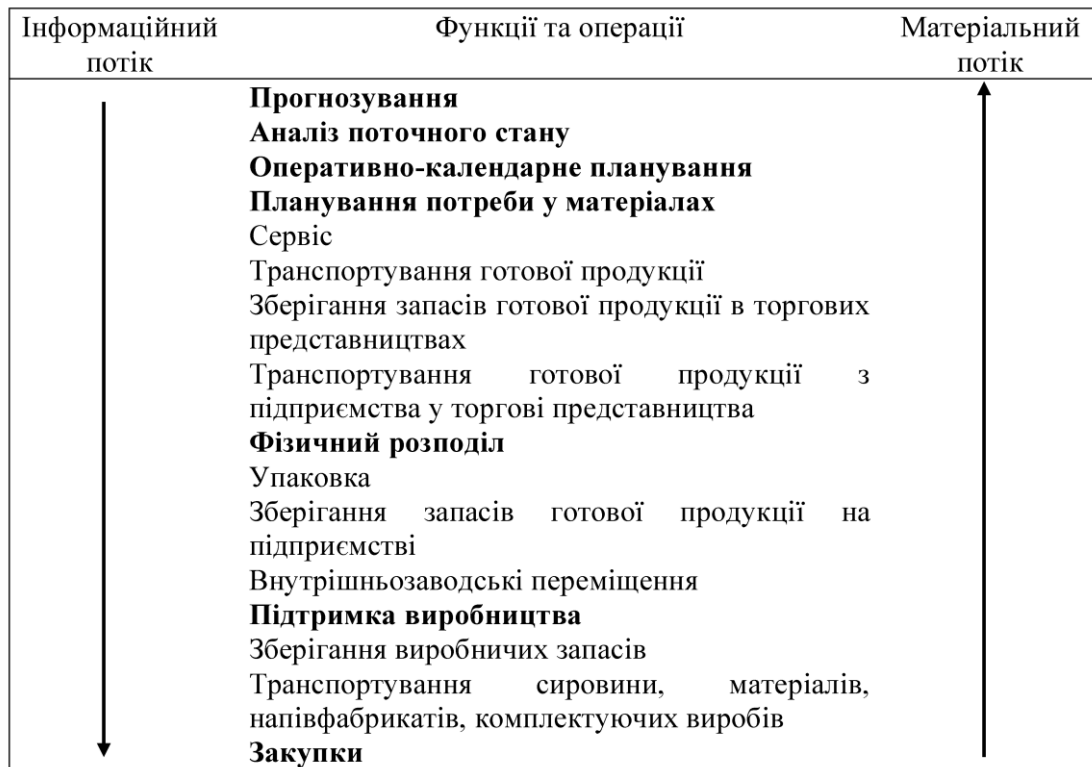 Інформаційний
потік
Функції та операції
Матеріальний
потік
Прогнозування
Аналіз поточного стану
Оперативно-календарне планування
Планування потреби у матеріалах
Сервіс
Транспортування готової продукції
Зберігання запасів готової продукції в торгових
представництвах
Транспортування готової продукції з
підприємства у торгові представництва
Фізичний розподіл
Упаковка
Зберігання запасів готової продукції на
підприємстві
Внутрішньозаводські переміщення
Підтримка виробництва
Зберігання виробничих запасів
Транспортування сировини, матеріалів,
напівфабрикатів, комплектуючих виробів
Закупки